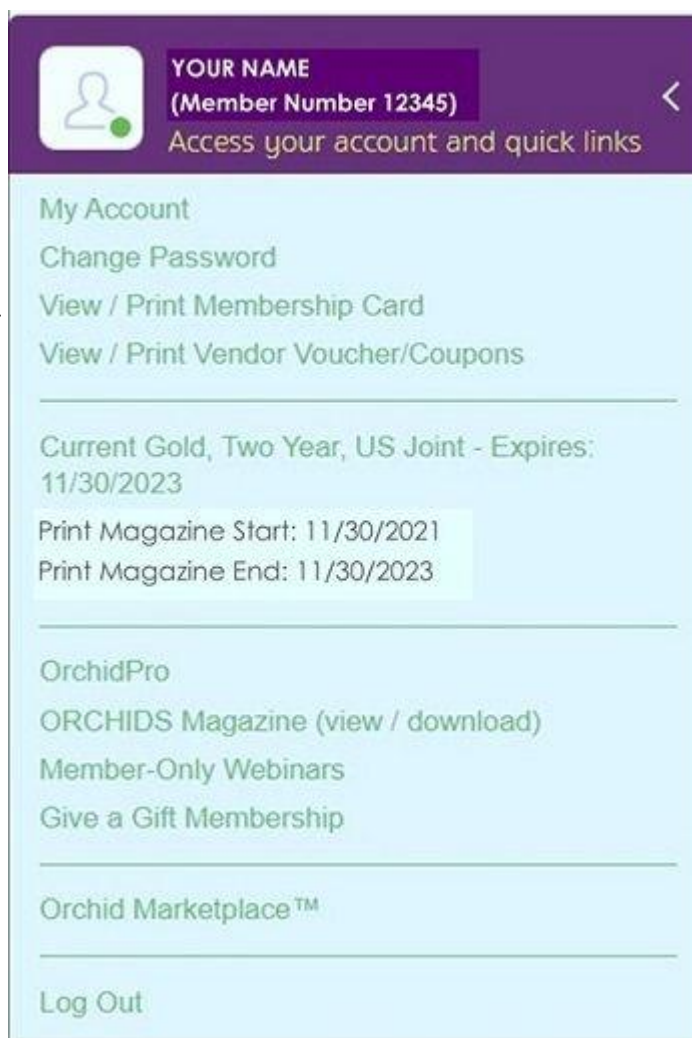 YOUR NAME
(Member Number 12345)
Access your account and quick links
My Account
Change Password
View / Print Membership Card
View / Print Vendor Voucher/Coupons
Current Gold, Two Year, US Joint - Expires:
11/30/2023
Print Magazine Start: 11/30/2021
Print Magazine End: 11/30/2023
OrchidPro
ORCHIDS Magazine (view / download)
Member-Only Webinars
Give a Gift Membership
Orchid Marketplace™
Log Out